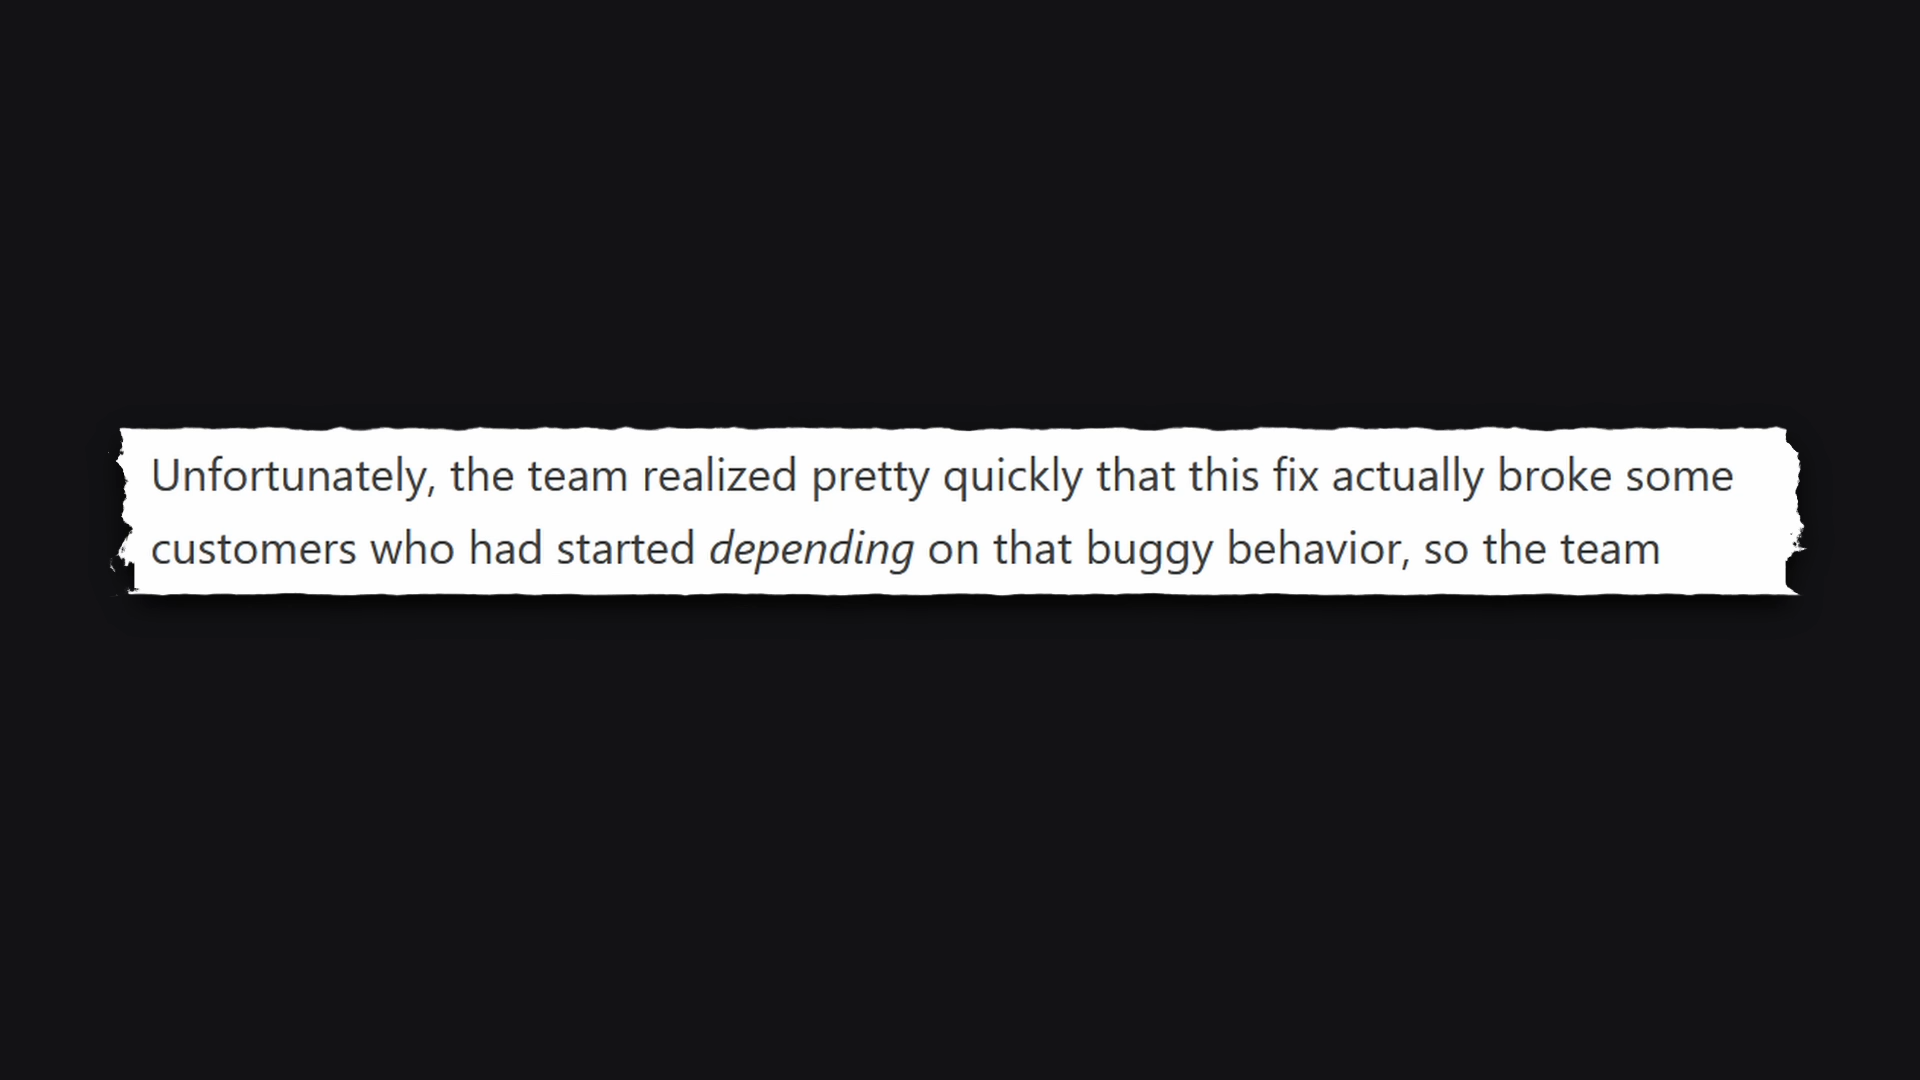 Unfortunately, the team realized pretty quickly that this fix actually broke some
customers who had started depending on that buggy behavior, so the team